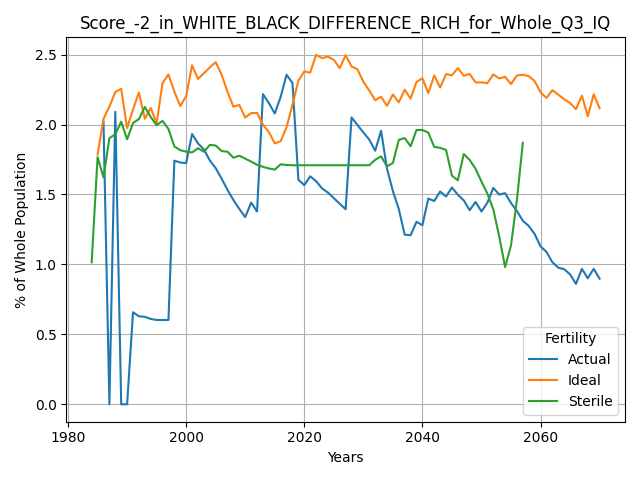 Score_-2_in_WHITE_BLACK_DIFFERENCE_RICH_for_Whole_Q3_IQ
% of Whole Population
2.5
2.0
1.5
1.0
0.5
0.0
1980
2000
2020
2040
2060
Years
Fertility
Actual
Ideal
Sterile